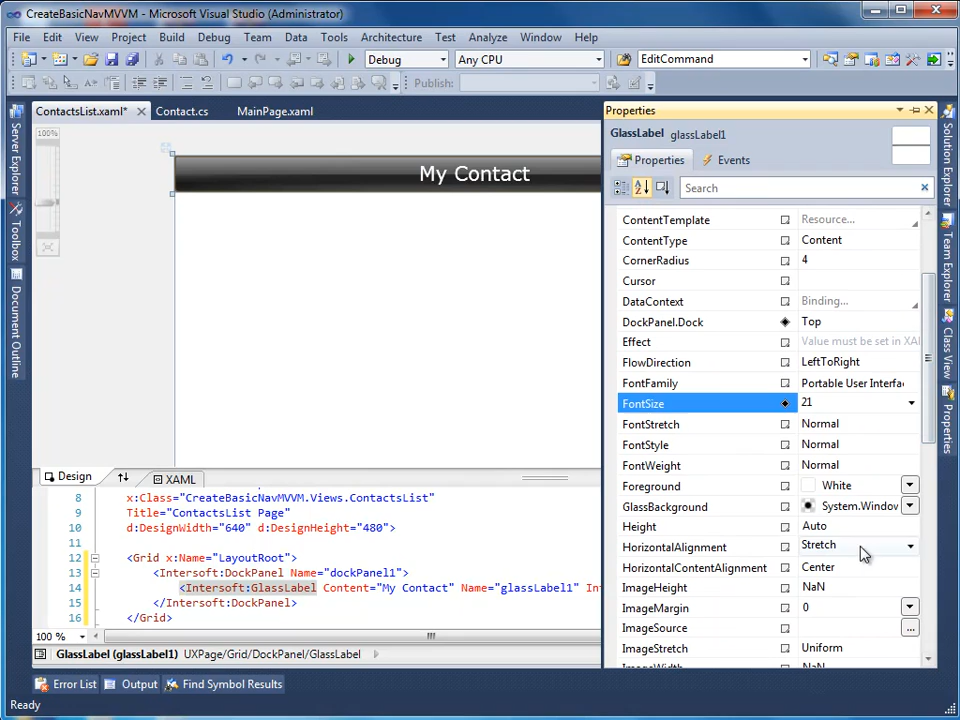 CreateBasicNavMVVM - Microsoft Visual Studio (Administrator)
File Edit View Project Build Debug Team Data Tools Architecture Test Analyze Window Help
Debug Any CPU EditCommand
Publish:
ContactsList.xaml* Contact.cs MainPage.xaml
Server Explorer
Toolbox
Document Outline
100%
My Contact
Properties
GlassLabel glassLabel1
Properties Events
Search
ContentTemplate Resource...
ContentType Content
CornerRadius 4
Cursor
DataContext Binding...
DockPanel.Dock Top
Effect Value must be set in XA
FlowDirection LeftToRight
FontFamily Portable User Interfa
FontSize 21
FontStretch Normal
FontStyle Normal
FontWeight Normal
Foreground White
GlassBackground System.Window
Height Auto
HorizontalAlignment Stretch
HorizontalContentAlignment Center
ImageHeight NaN
ImageMargin 0
ImageSource ...
ImageStretch Uniform
ImageWidth NaN
Solution Explorer
Team Explorer
Class View
Properties
Design XAML
8 x:Class="CreateBasicNavMVVM.Views.ContactsList"
9 Title="ContactsList Page"
10 d:DesignWidth="640" d:DesignHeight="480">
11
12 <Grid x:Name="LayoutRoot">
13 <Intersoft:DockPanel Name="dockPanel1">
14 <Intersoft:GlassLabel Content="My Contact" Name="glassLabel1" Int
15 </Intersoft:DockPanel>
16 </Grid>
100 %
GlassLabel (glassLabel1) UXPage/Grid/DockPanel/GlassLabel
Error List Output Find Symbol Results
Ready